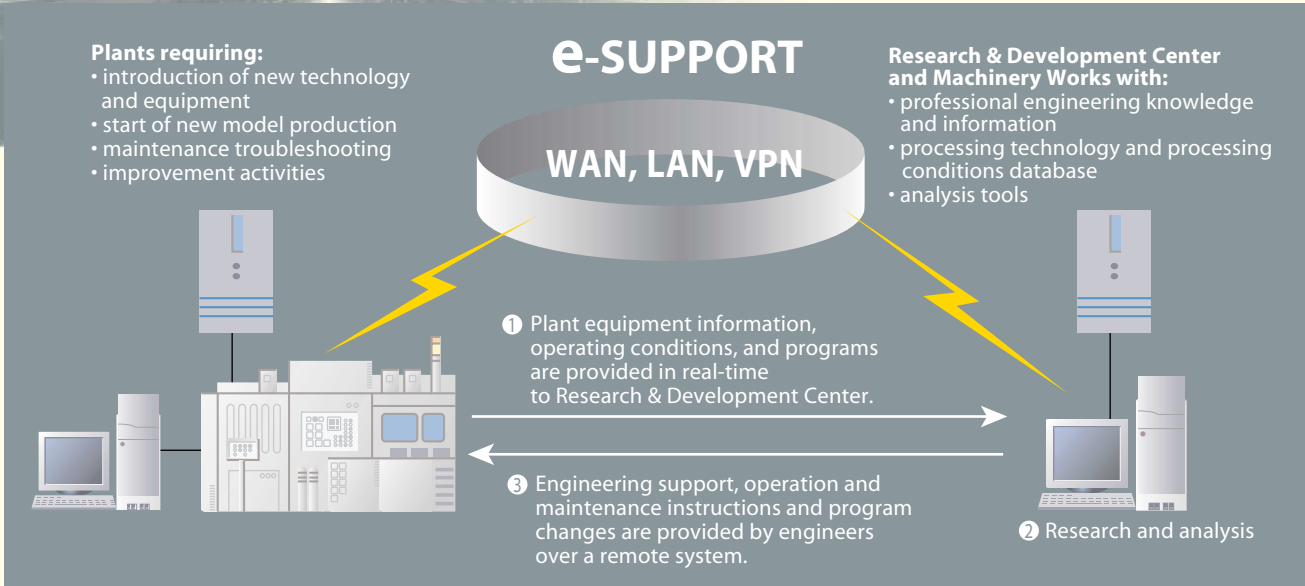 e-SUPPORT
Plants requiring:
• introduction of new technology
and equipment
• start of new model production
• maintenance troubleshooting
• improvement activities
WAN, LAN, VPN
Research & Development Center
and Machinery Works with:
• professional engineering knowledge
and information
• processing technology and processing
conditions database
• analysis tools
① Plant equipment information,
operating conditions, and programs
are provided in real-time
to Research & Development Center.
② Research and analysis
③ Engineering support, operation and
maintenance instructions and program
changes are provided by engineers
over a remote system.